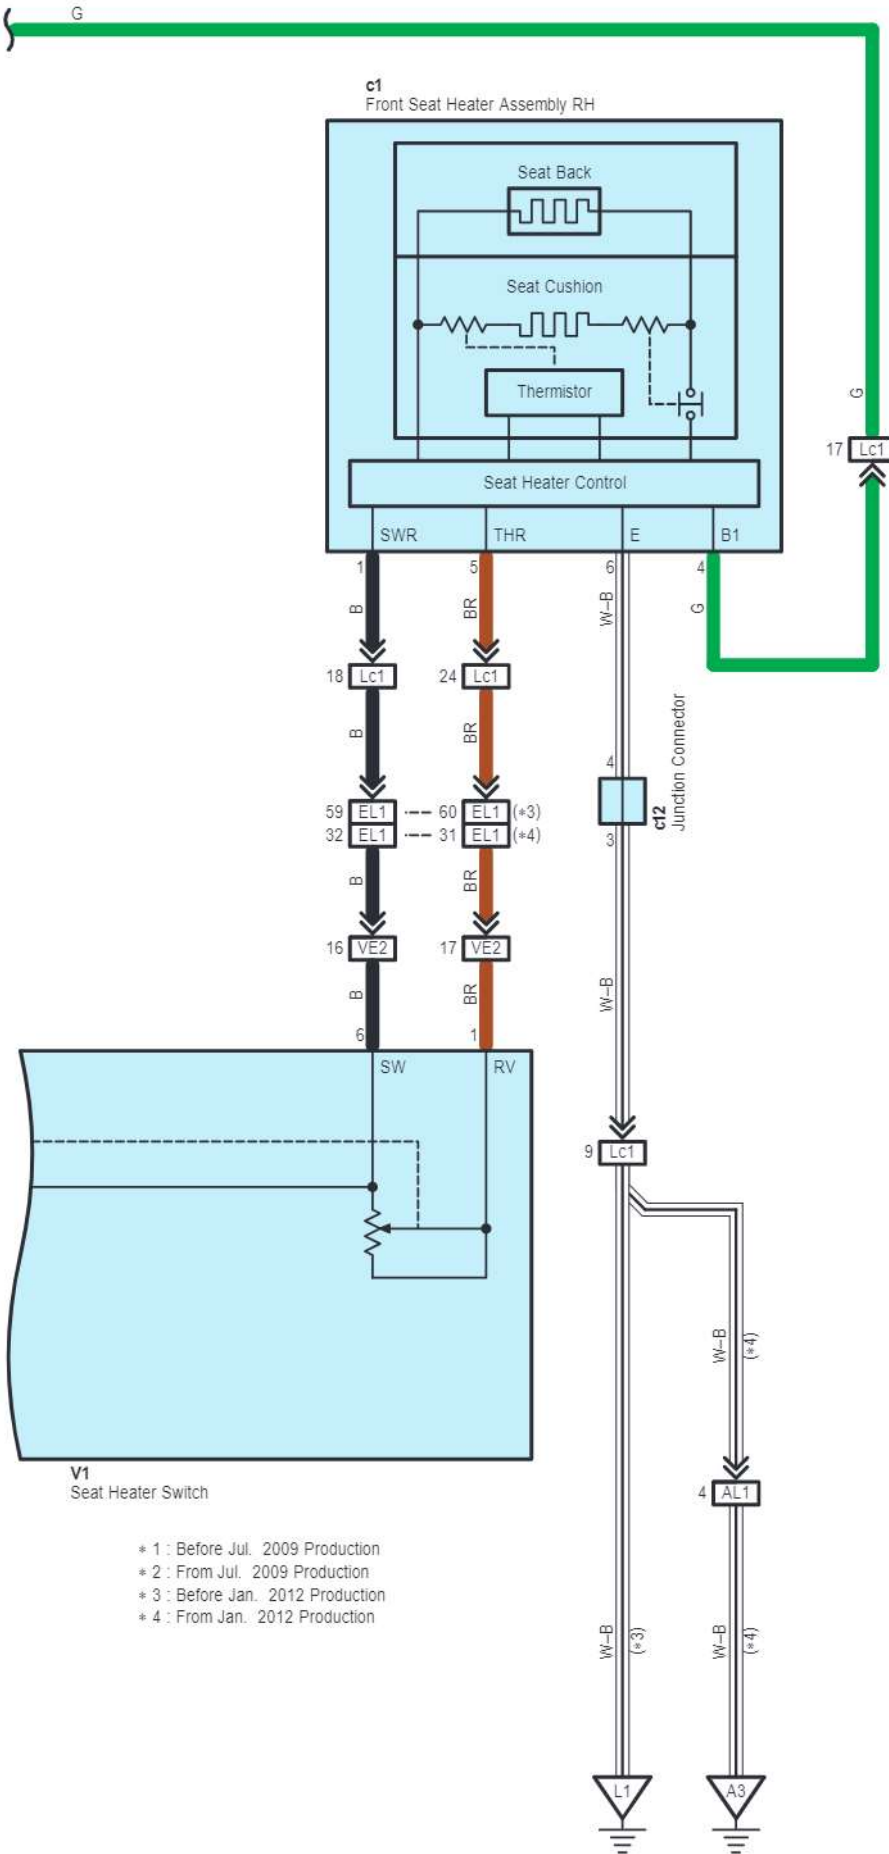 G
c1
Front Seat Heater Assembly RH
Seat Back
Seat Cushion
Thermistor
G
17 Lc1
Seat Heater Control
SWR THR E B1
1 5 6 4
B BR W–B G
18 Lc1 24 Lc1
B BR
4
c12
Junction Connector
59 EL1 60 EL1 (*3)
32 EL1 31 EL1 (*4)
3
B BR
16 VE2 17 VE2
B BR W–B
6 1
SW RV
9 Lc1
W–B (*4)
V1
Seat Heater Switch
4 AL1
* 1 : Before Jul. 2009 Production
* 2 : From Jul. 2009 Production
* 3 : Before Jan. 2012 Production
* 4 : From Jan. 2012 Production
W–B (*3) W–B (*4)
L1 A3